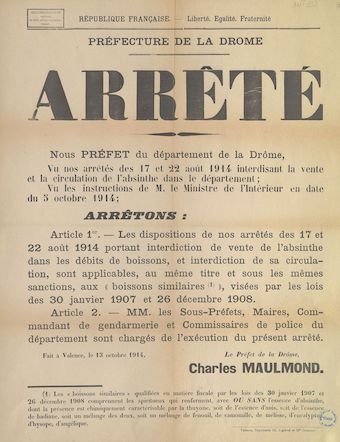 RÉPUBLIQUE FRANÇAISE — Liberté, Egalité, Fraternité
PRÉFECTURE DE LA DROME
ARRÊTÉ
Nous PRÉFET du département de la Drôme,
Vu nos arrêtés des 17 et 22 août 1914 interdisant la vente
et la circulation de l'absinthe dans le département ;
Vu les instructions de M. le Ministre de l'Intérieur en date
du 5 octobre 1914 ;
ARRÊTONS :
Article 1er. — Les dispositions de nos arrêtés des 17 et
22 août 1914 portant interdiction de vente de l'absinthe
dans les débits de boissons, et interdiction de sa circula-
tion, sont applicables, au même titre et sous les mêmes
sanctions, aux « boissons similaires (1) », visées par les lois
des 30 janvier 1907 et 26 décembre 1908.
Article 2. — MM. les Sous-Préfets, Maires, Com-
mandant de gendarmerie et Commissaires de police du
département sont chargés de l'exécution du présent arrêté.
Fait à Valence, le 13 octobre 1914.
Le Préfet de la Drôme,
Charles MAULMOND.
(1) Les « boissons similaires » qualifiées en matière fiscale par les lois des 30 janvier 1907 et
26 décembre 1908 comprennent les spiritueux qui renferment, avec OU SANS l'essence d'absinthe,
dont la présence est chimiquement caractérisée par la thuyone, soit de l'essence d'anis, soit de l'essence
de badiane, soit un mélange des deux, soit un mélange de fenouil, de camomille, de mélisse, d'eucalyptus
d'hysope, d'angélique.
Valence, Imprimerie